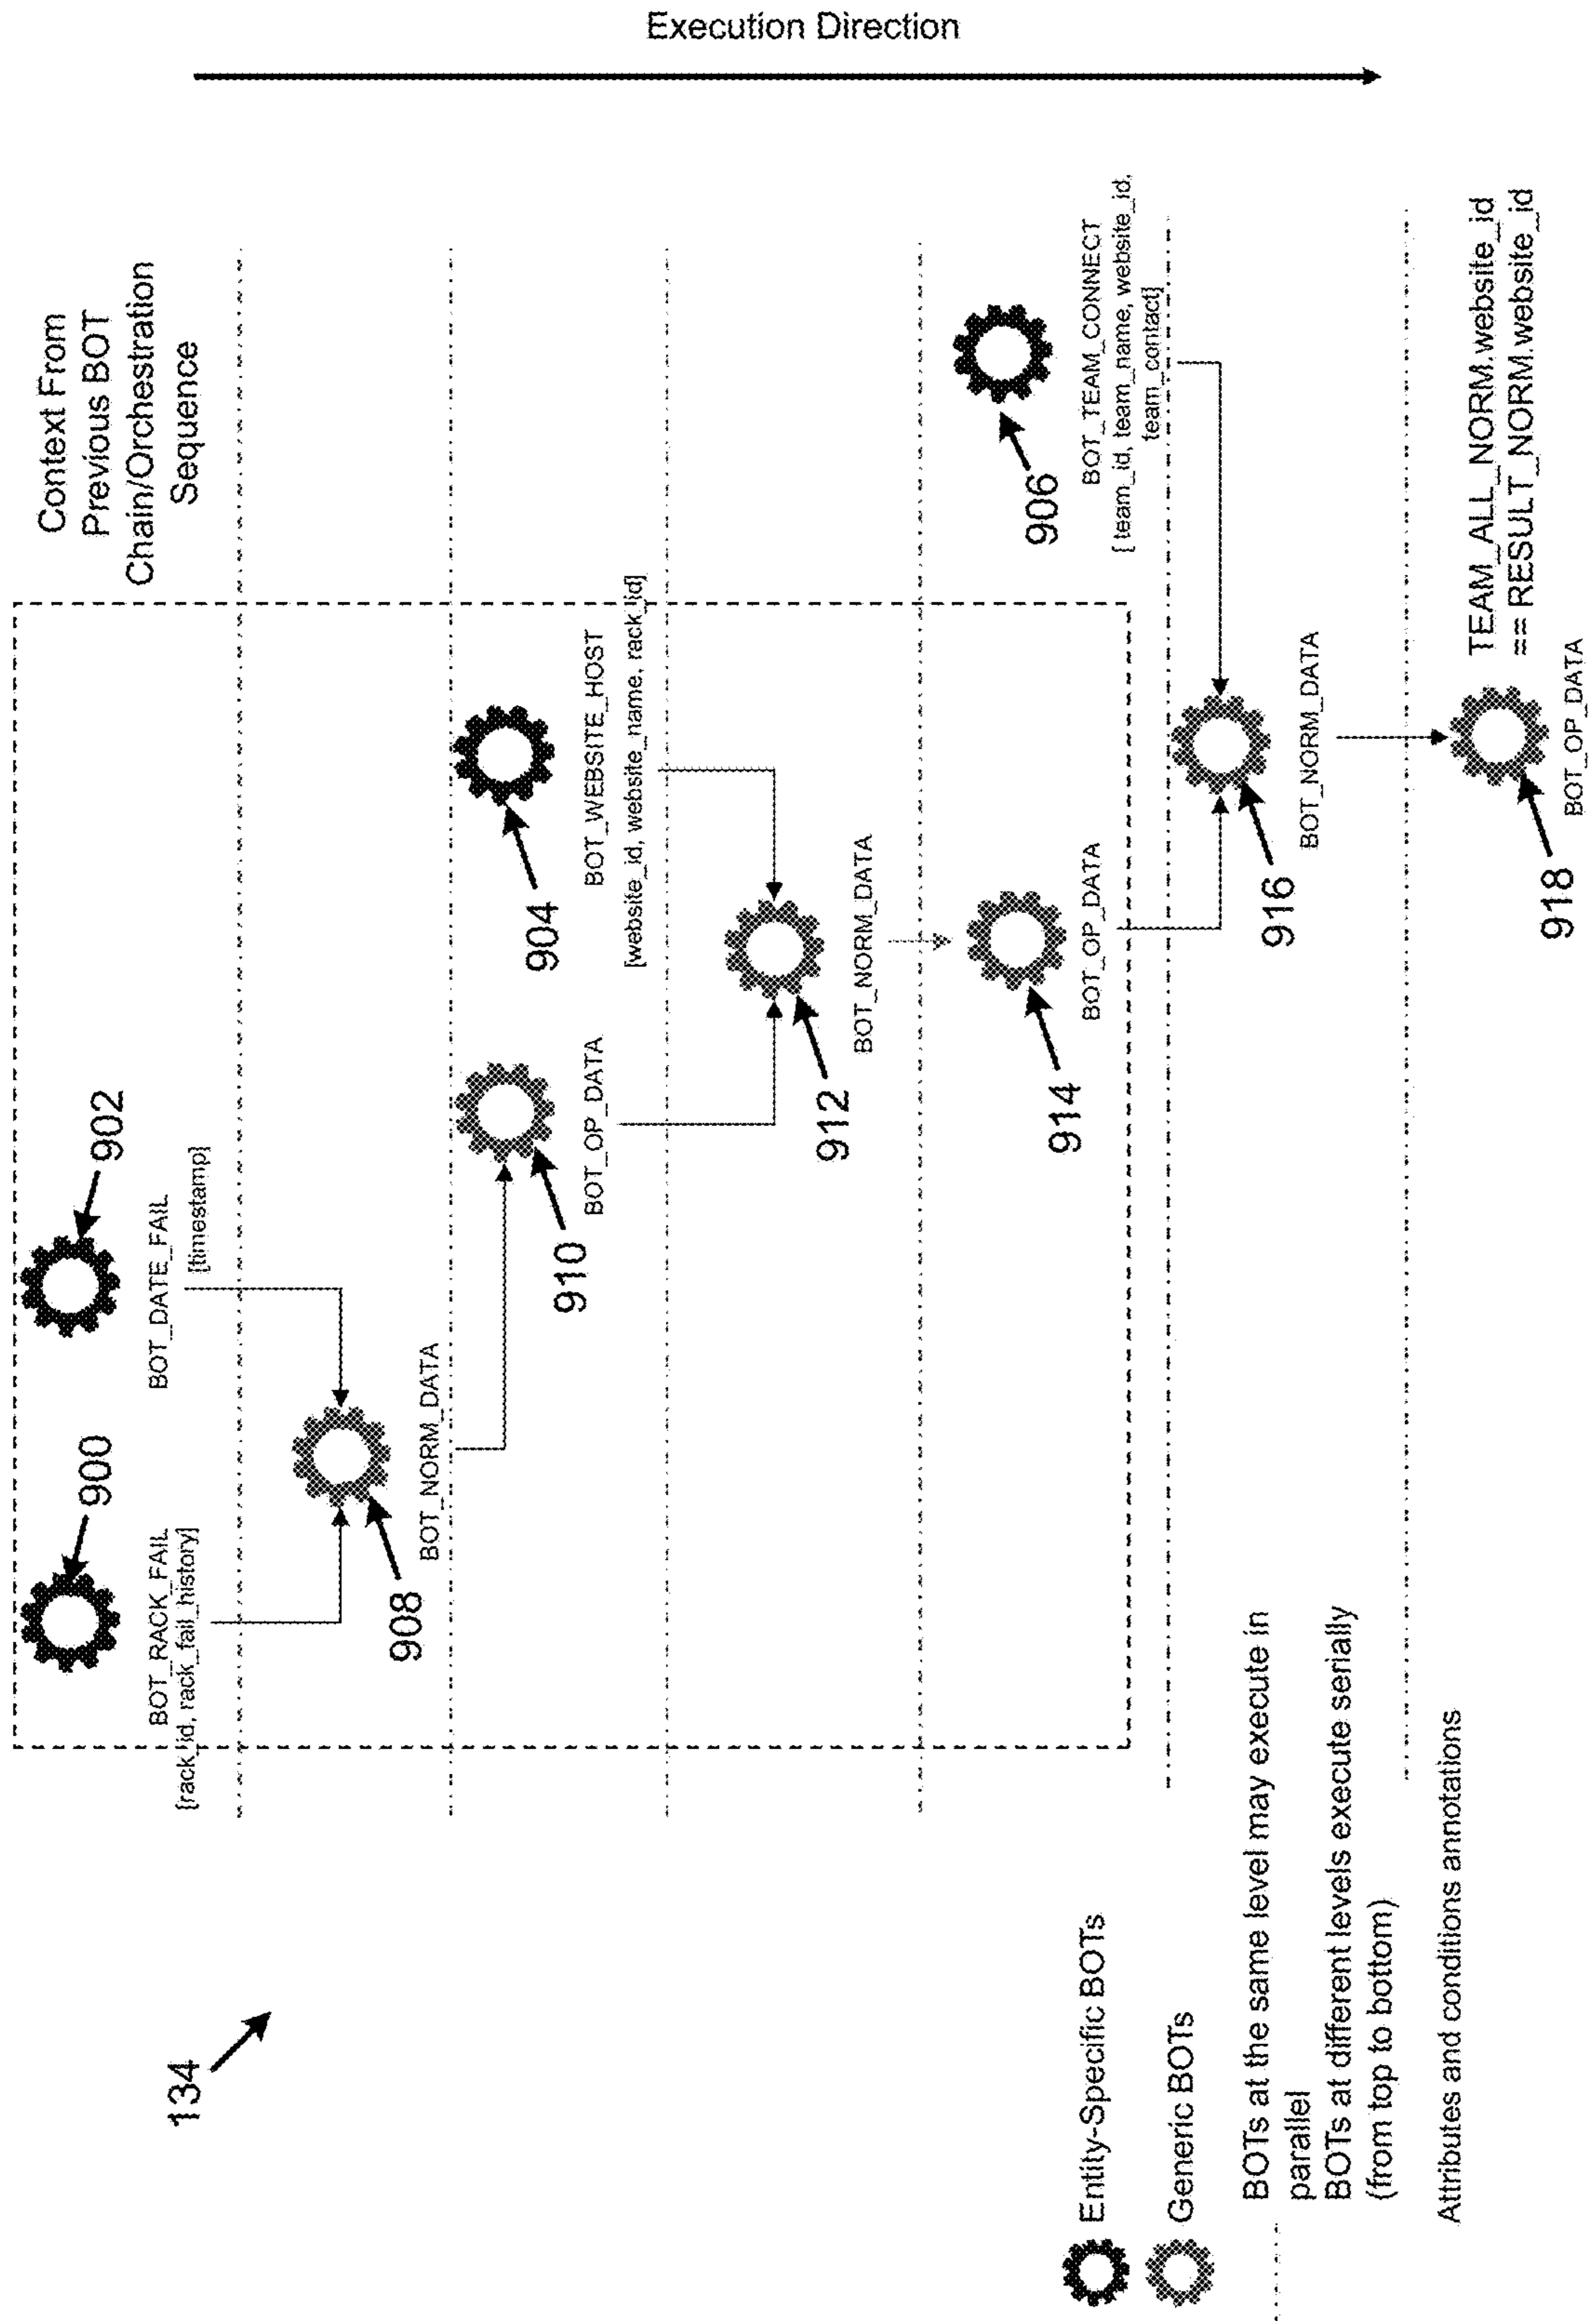 134
Context From
Previous BOT
Chain/Orchestration
Sequence
Execution Direction
900
902
BOT_RACK_FAIL
[rack_id, rack_fail_history]
BOT_DATE_FAIL
[timestamp]
908
BOT_NORM_DATA
910
BOT_OP_DATA
904
BOT_WEBSITE_HOST
[website_id, website_name, rack_id]
912
BOT_NORM_DATA
914
BOT_OP_DATA
906
BOT_TEAM_CONNECT
[ team_id, team_name, website_id,
team_contact]
916
BOT_NORM_DATA
918
BOT_OP_DATA
TEAM_ALL_NORM.website_id
== RESULT_NORM.website_id
Entity-Specific BOTs
Generic BOTs
BOTs at the same level may execute in
parallel
BOTs at different levels execute serially
(from top to bottom)
Attributes and conditions annotations